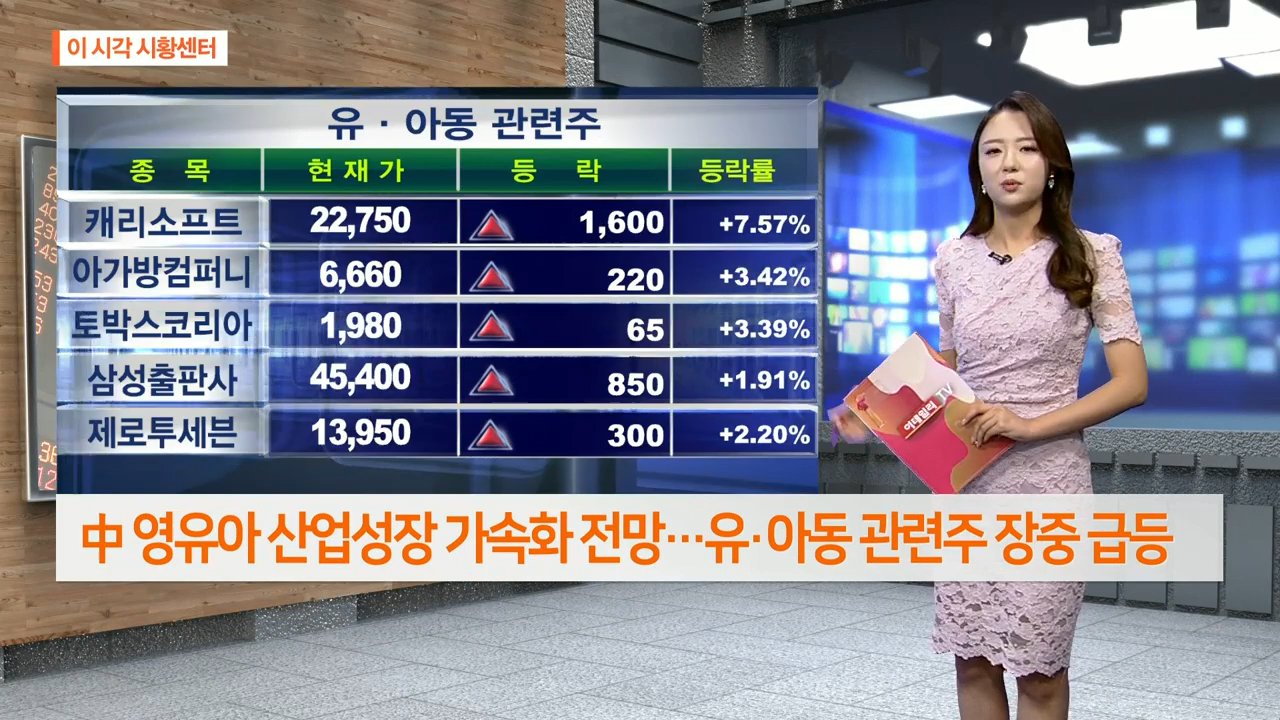 이 시각 시황센터
유 · 아동 관련주
종 목 현 재 가 등 락 등락률
캐리소프트 22,750 ▲ 1,600 +7.57%
아가방컴퍼니 6,660 ▲ 220 +3.42%
토박스코리아 1,980 ▲ 65 +3.39%
삼성출판사 45,400 ▲ 850 +1.91%
제로투세븐 13,950 ▲ 300 +2.20%
이데일리 TV
中 영유아 산업성장 가속화 전망…유·아동 관련주 장중 급등